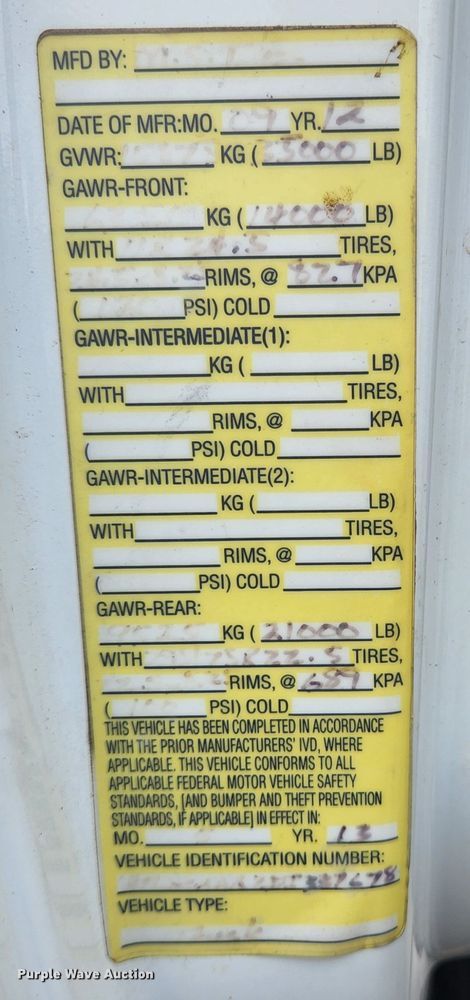 MFD BY:
DATE OF MFR:MO. 09 YR. 12
GVWR: KG ( 35000 LB)
GAWR-FRONT:
KG ( 14000 LB)
WITH TIRES,
RIMS, @ 82.7 KPA
( PSI) COLD
GAWR-INTERMEDIATE(1):
KG ( LB)
WITH TIRES,
RIMS, @ KPA
( PSI) COLD
GAWR-INTERMEDIATE(2):
KG ( LB)
WITH TIRES,
RIMS, @ KPA
( PSI) COLD
GAWR-REAR:
KG ( 21000 LB)
WITH R22.5 TIRES,
RIMS, @ 689 KPA
( PSI) COLD
THIS VEHICLE HAS BEEN COMPLETED IN ACCORDANCE
WITH THE PRIOR MANUFACTURERS' IVD, WHERE
APPLICABLE. THIS VEHICLE CONFORMS TO ALL
APPLICABLE FEDERAL MOTOR VEHICLE SAFETY
STANDARDS, [AND BUMPER AND THEFT PREVENTION
STANDARDS, IF APPLICABLE] IN EFFECT IN:
MO. YR. 13
VEHICLE IDENTIFICATION NUMBER:
327678
VEHICLE TYPE:
Purple Wave Auction